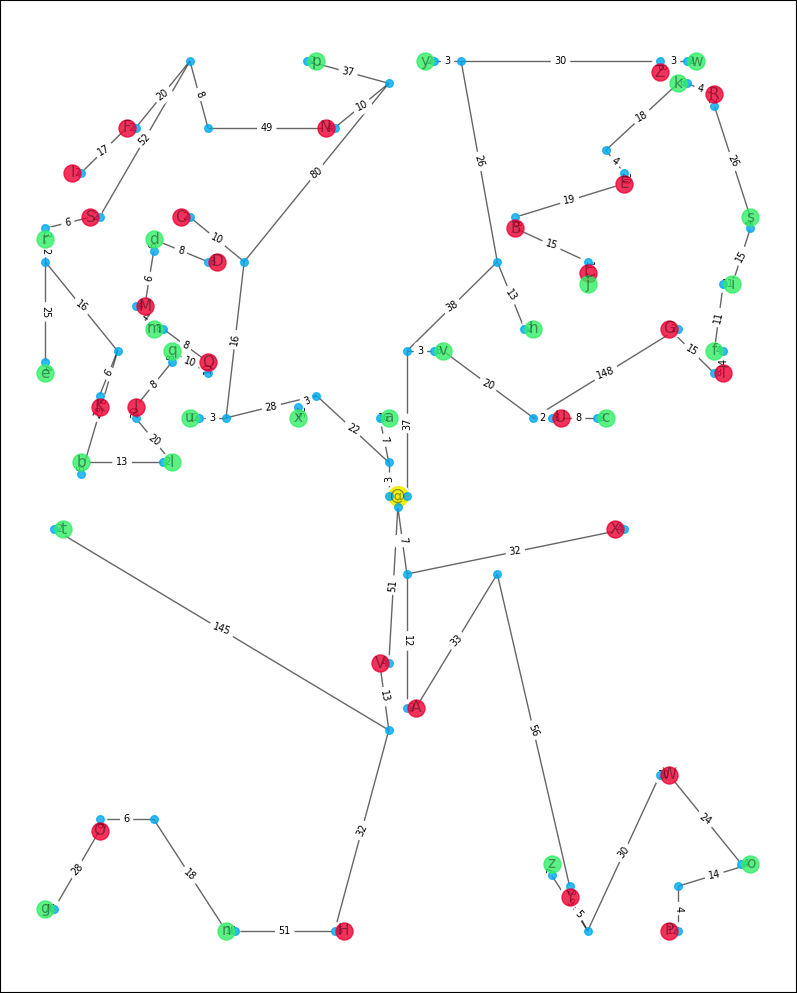 p
37
y
3
30
3
w
Z
k
4
R
20
8
10
F
49
N
18
17
52
80
26
4
26
I
19
E
6
S
C
s
r
d
10
B
2
8
D
15
15
6
L
j
i
25
16
13
38
M
4
m
8
16
h
G
11
q
3
v
f
e
6
10
g
148
15
T
8
20
K
J
28
3
u
3
x
22
a
37
2
U
8
c
20
7
b
13
l
3
@
t
7
X
32
51
145
12
33
V
13
A
56
32
W
O
6
24
30
z
o
28
18
14
Y
g
5
4
n
51
H
P